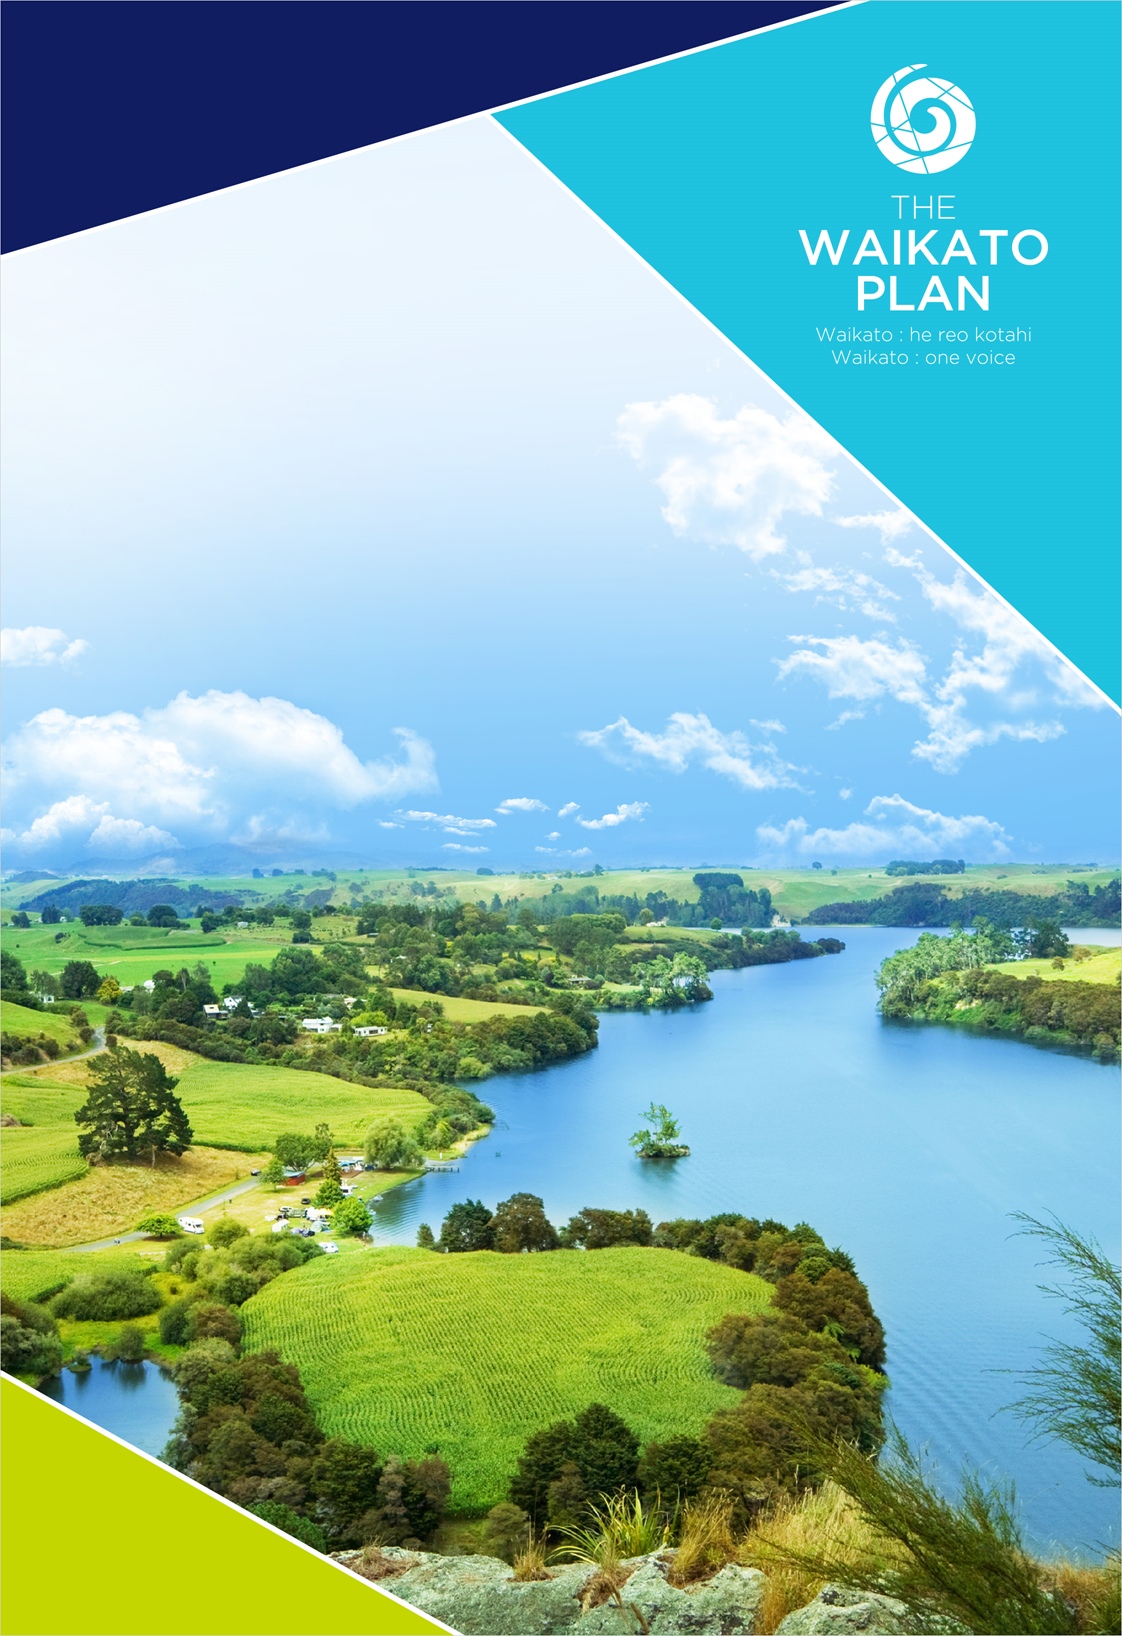 THE
WAIKATO
PLAN
Waikato : he reo kotahi
Waikato : one voice